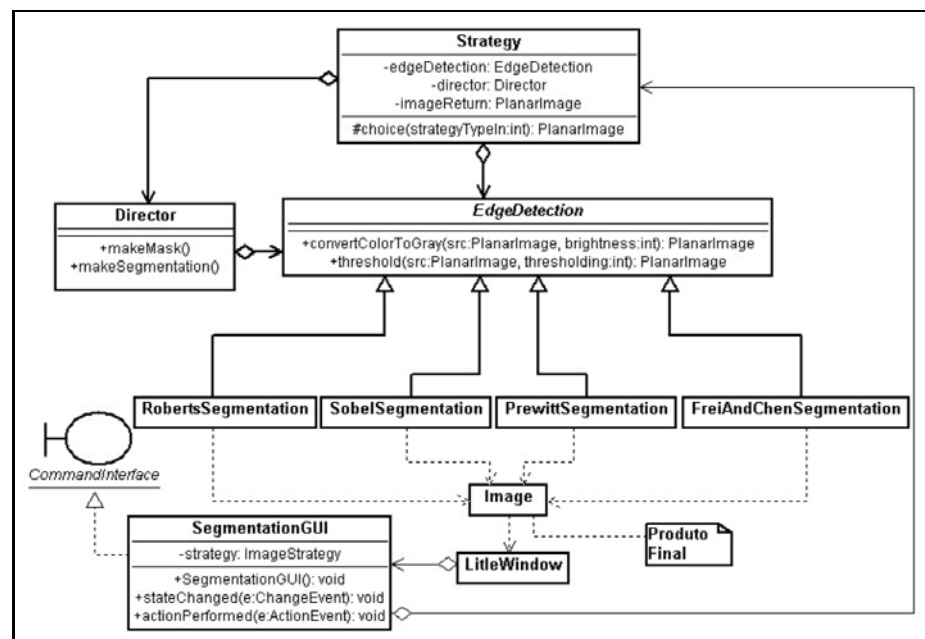 Strategy
-edgeDetection: EdgeDetection
-director: Director
-imageReturn: PlanarImage
#choice(strategyTypeIn:int): PlanarImage
Director
+makeMask()
+makeSegmentation()
EdgeDetection
+convertColorToGray(src:PlanarImage, brightness:int): PlanarImage
+threshold(src:PlanarImage, thresholding:int): PlanarImage
RobertsSegmentation
SobelSegmentation
PrewittSegmentation
FreiAndChenSegmentation
CommandInterface
Image
SegmentationGUI
-strategy: ImageStrategy
+SegmentationGUI(): void
+stateChanged(e:ChangeEvent): void
+actionPerformed(e:ActionEvent): void
LitleWindow
Produto
Final